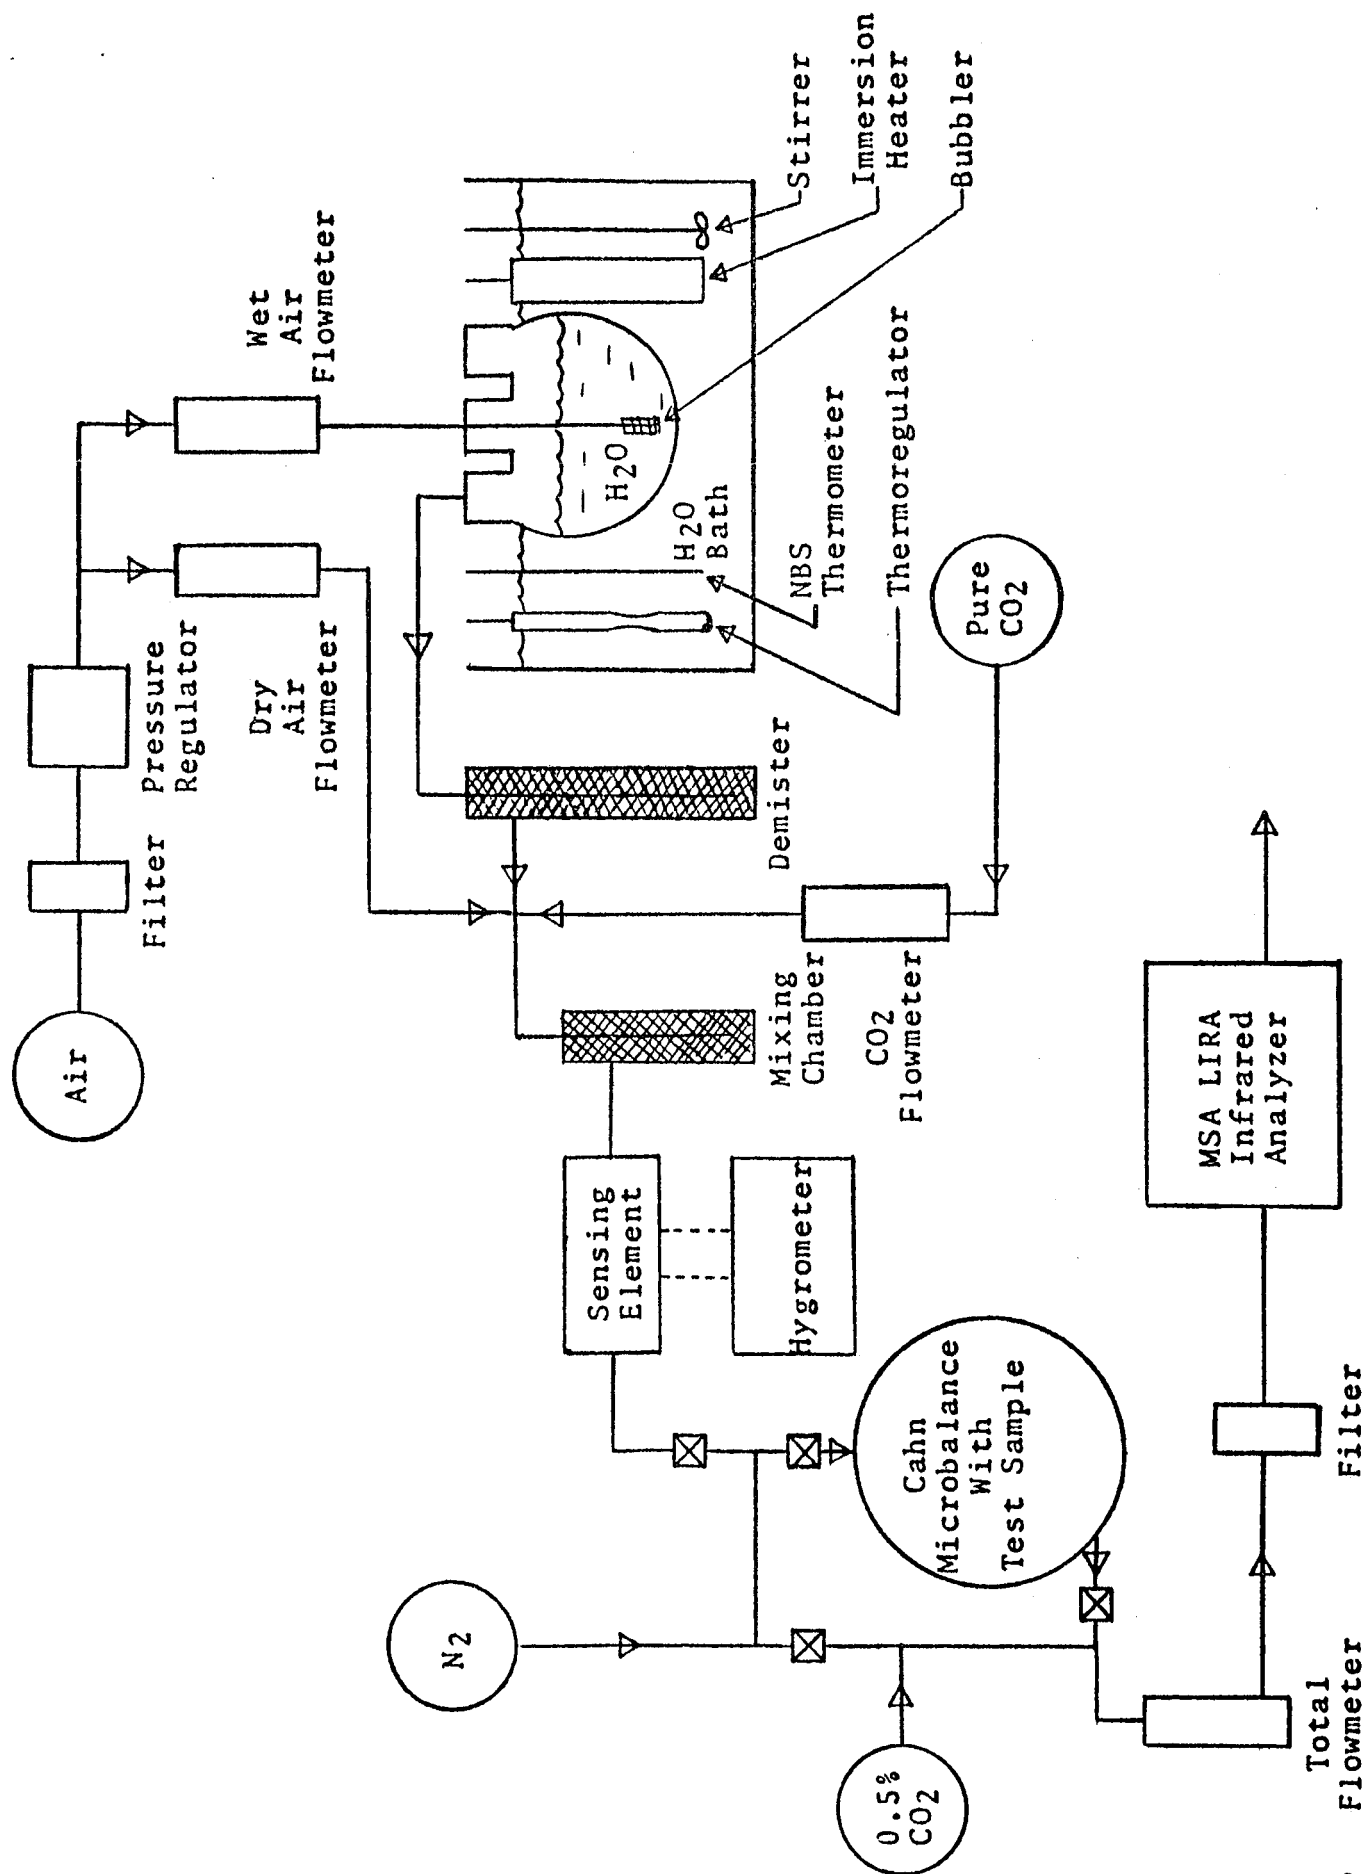 Air
Filter
Pressure
Regulator
Dry
Air
Flowmeter
Wet
Air
Flowmeter
H2O
H2O
Bath
Stirrer
Immersion
Heater
Bubbler
NBS
Thermometer
Thermoregulator
Demister
Pure
CO2
CO2
Flowmeter
Mixing
Chamber
Sensing
Element
Hygrometer
N2
Cahn
Microbalance
With
Test Sample
0.5%
CO2
Total
Flowmeter
Filter
MSA LIRA
Infrared
Analyzer